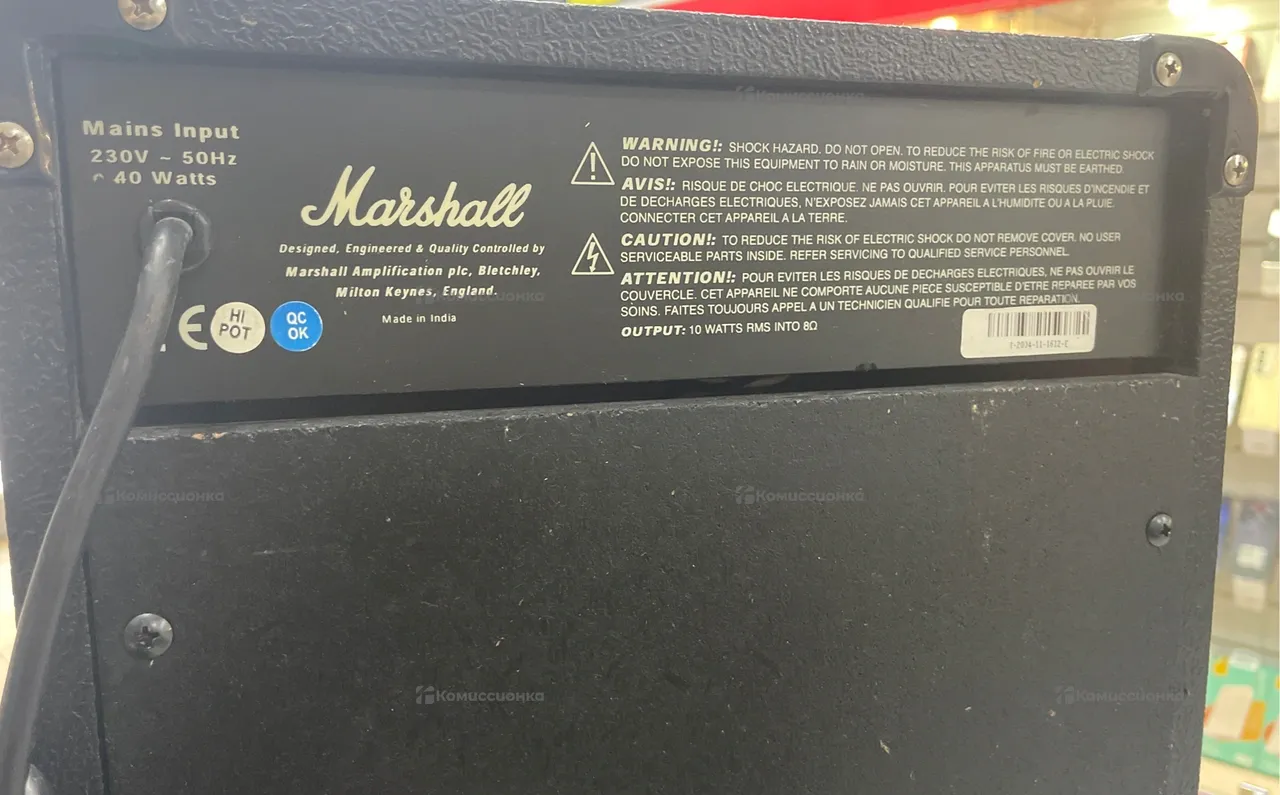 Mains Input
230V ~ 50Hz
40 Watts
Marshall
Designed, Engineered & Quality Controlled by
Marshall Amplification plc, Bletchley,
Milton Keynes, England.
Made in India
CE
HI
POT
QC
OK
WARNING!: SHOCK HAZARD. DO NOT OPEN. TO REDUCE THE RISK OF FIRE OR ELECTRIC SHOCK
DO NOT EXPOSE THIS EQUIPMENT TO RAIN OR MOISTURE. THIS APPARATUS MUST BE EARTHED.
AVIS!: RISQUE DE CHOC ELECTRIQUE. NE PAS OUVRIR. POUR EVITER LES RISQUES D'INCENDIE ET
DE DECHARGES ELECTRIQUES, N'EXPOSEZ JAMAIS CET APPAREIL A L'HUMIDITE OU A LA PLUIE.
CONNECTER CET APPAREIL A LA TERRE.
CAUTION!: TO REDUCE THE RISK OF ELECTRIC SHOCK DO NOT REMOVE COVER. NO USER
SERVICEABLE PARTS INSIDE. REFER SERVICING TO QUALIFIED SERVICE PERSONNEL.
ATTENTION!: POUR EVITER LES RISQUES DE DECHARGES ELECTRIQUES, NE PAS OUVRIR LE
COUVERCLE. CET APPAREIL NE COMPORTE AUCUNE PIECE SUSCEPTIBLE D'ETRE REPAREE PAR VOS
SOINS. FAITES TOUJOURS APPEL A UN TECHNICIEN QUALIFIE POUR TOUTE REPARATION.
OUTPUT: 10 WATTS RMS INTO 8Ω
Комиссионка
Комиссионка
Комиссионка
Комиссионка
Комиссионка
Комиссионка